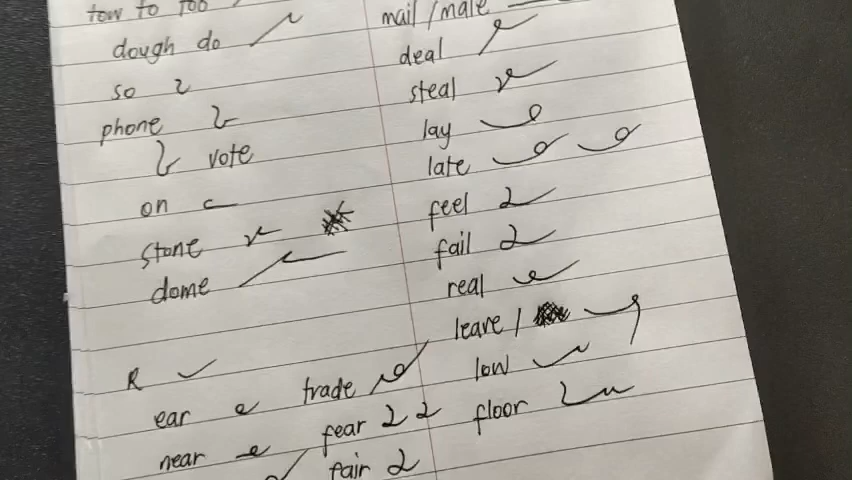 tow to too
dough do
so
phone
vote
on
stone
dome
R
ear
near
trade
fear
fair
mail/male
deal
steal
lay
late
feel
fail
real
leave /
low
floor